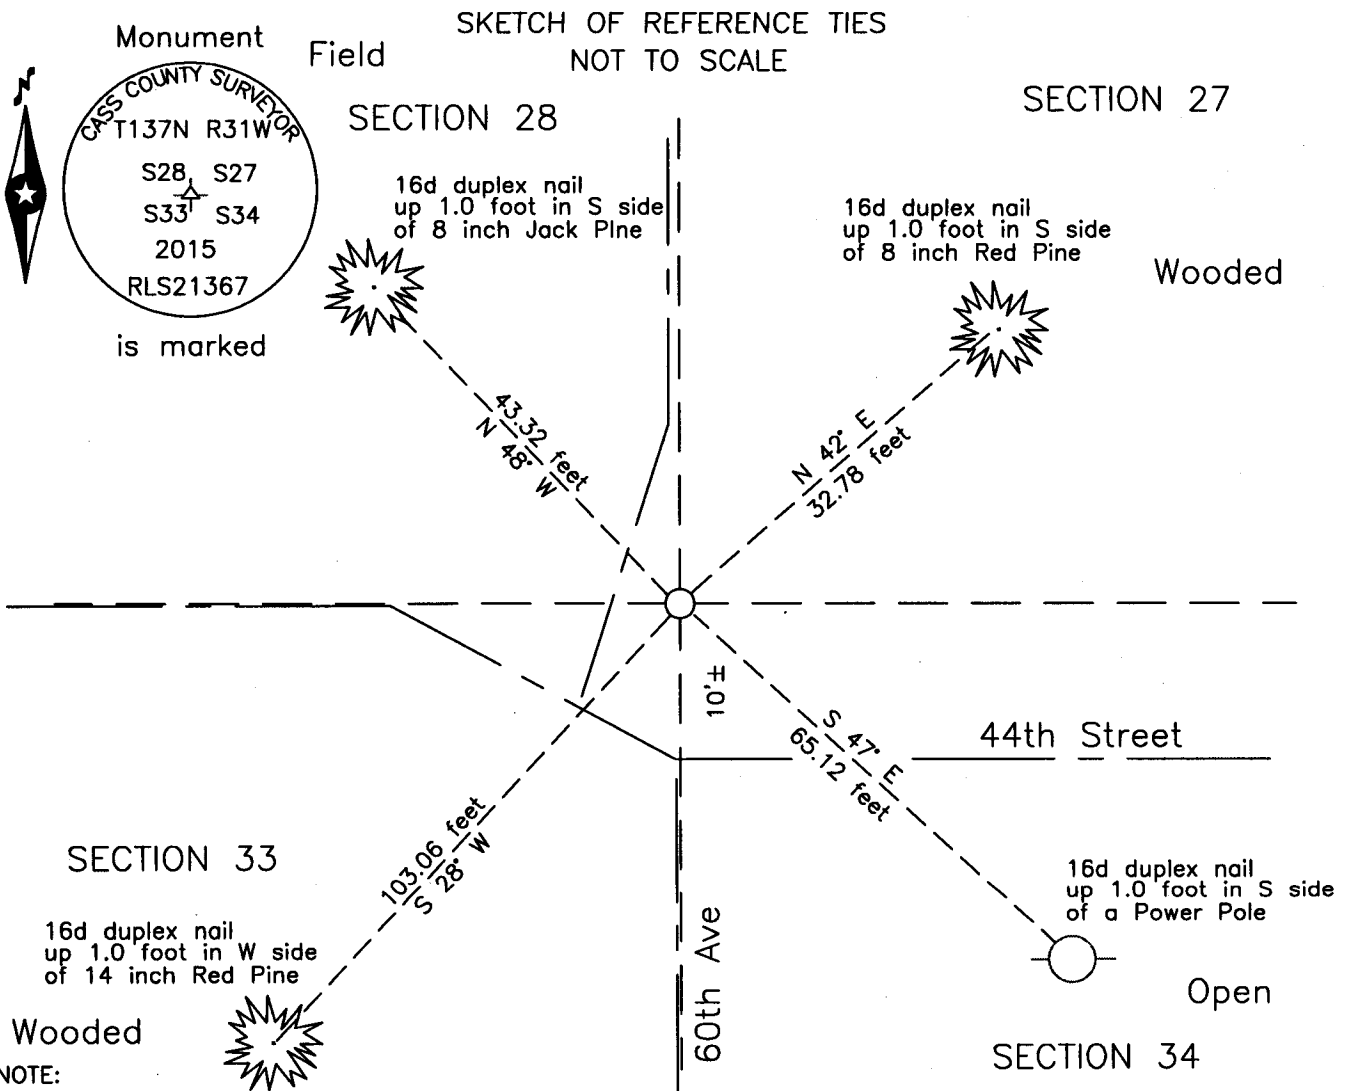 SKETCH OF REFERENCE TIES
NOT TO SCALE
Monument
Field
N
CASS COUNTY SURVEYOR
T137N R31W
S28 S27
S33 S34
2015
RLS21367
is marked
SECTION 28
SECTION 27
16d duplex nail
up 1.0 foot in S side
of 8 inch Jack PIne
16d duplex nail
up 1.0 foot in S side
of 8 inch Red Pine
Wooded
43.32 feet
N 48° W
N 42° E
32.78 feet
10'±
S 47° E
65.12 feet
44th Street
103.06 feet
S 28° W
SECTION 33
16d duplex nail
up 1.0 foot in W side
of 14 inch Red Pine
Wooded
NOTE:
60th Ave
16d duplex nail
up 1.0 foot in S side
of a Power Pole
Open
SECTION 34